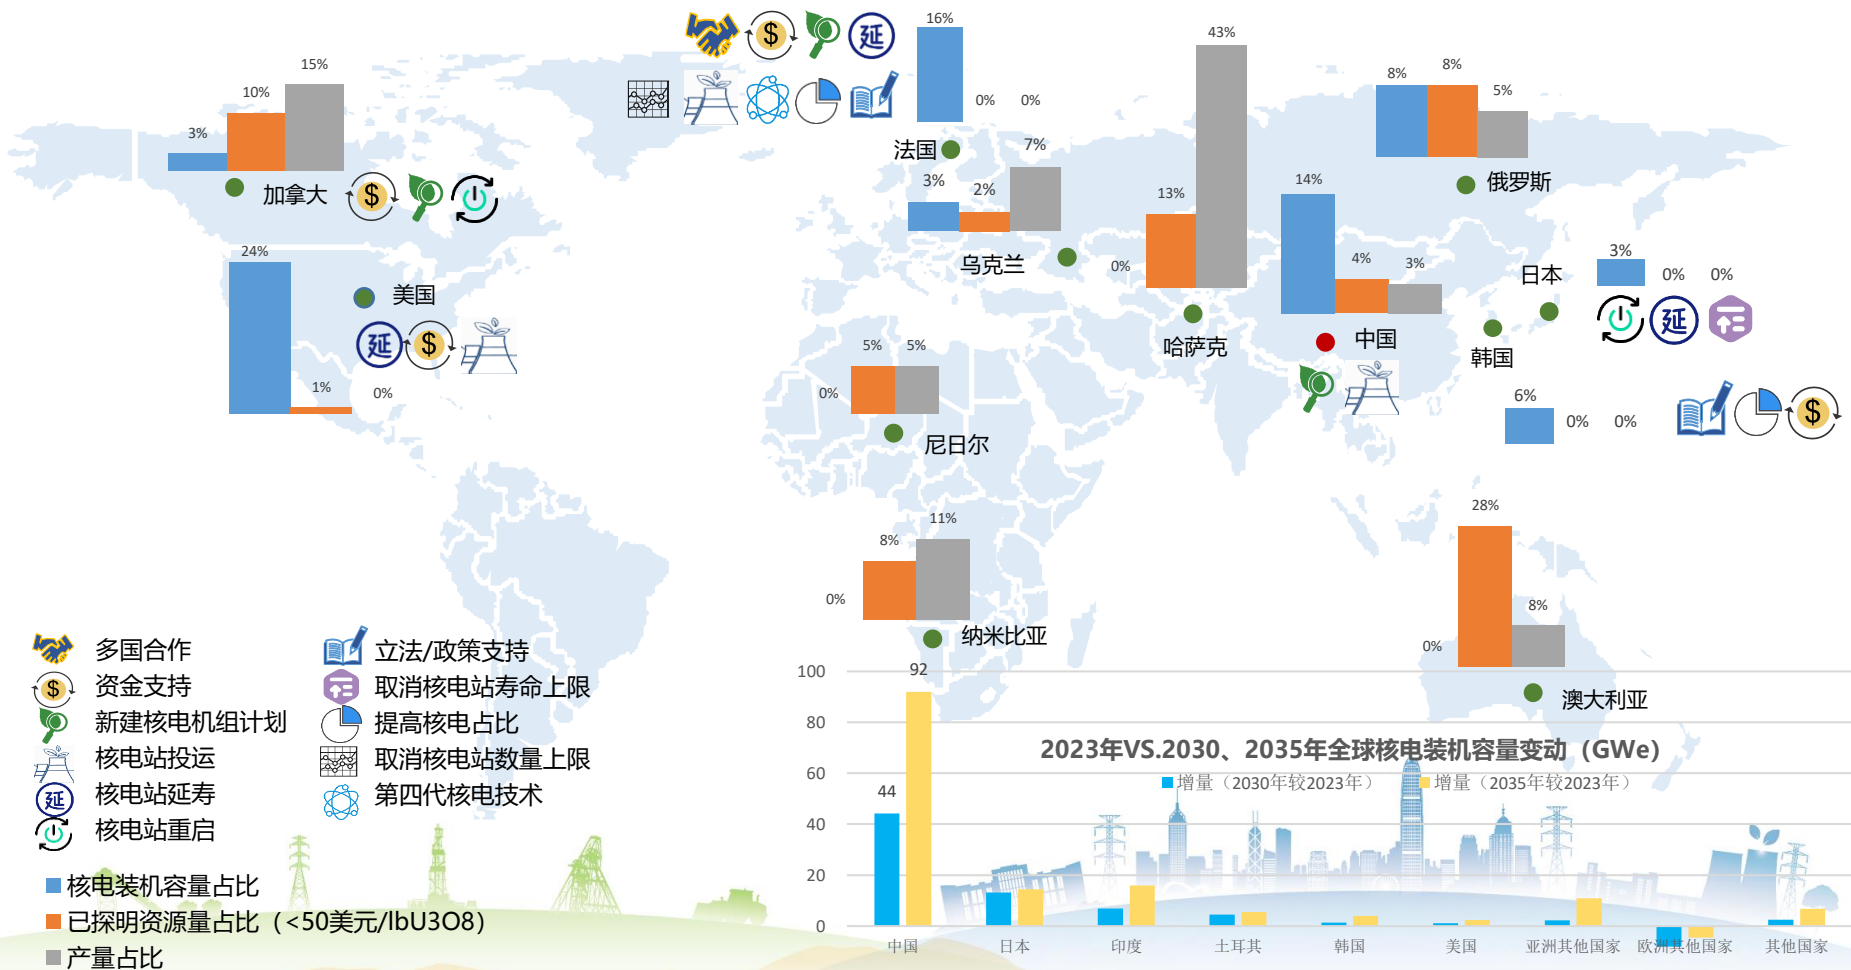 16%
0%
0%
法国
15%
10%
3%
加拿大
24%
1%
0%
美国
延
$
延
$
$
7%
3%
2%
乌克兰
43%
13%
0%
哈萨克
8%
8%
5%
俄罗斯
14%
4%
3%
中国
日本
3%
0%
0%
延
韩国
6%
0%
0%
$
5%
5%
0%
尼日尔
11%
8%
0%
纳米比亚
28%
8%
0%
澳大利亚
多国合作
立法/政策支持
$
资金支持
取消核电站寿命上限
新建核电机组计划
提高核电占比
核电站投运
取消核电站数量上限
延
核电站延寿
第四代核电技术
核电站重启
核电装机容量占比
已探明资源量占比（<50美元/lbU3O8）
产量占比
2023年VS.2030、2035年全球核电装机容量变动（GWe）
增量（2030年较2023年）
增量（2035年较2023年）
100
80
60
40
20
0
44
92
中国
日本
印度
土耳其
韩国
美国
亚洲其他国家
欧洲其他国家
其他国家